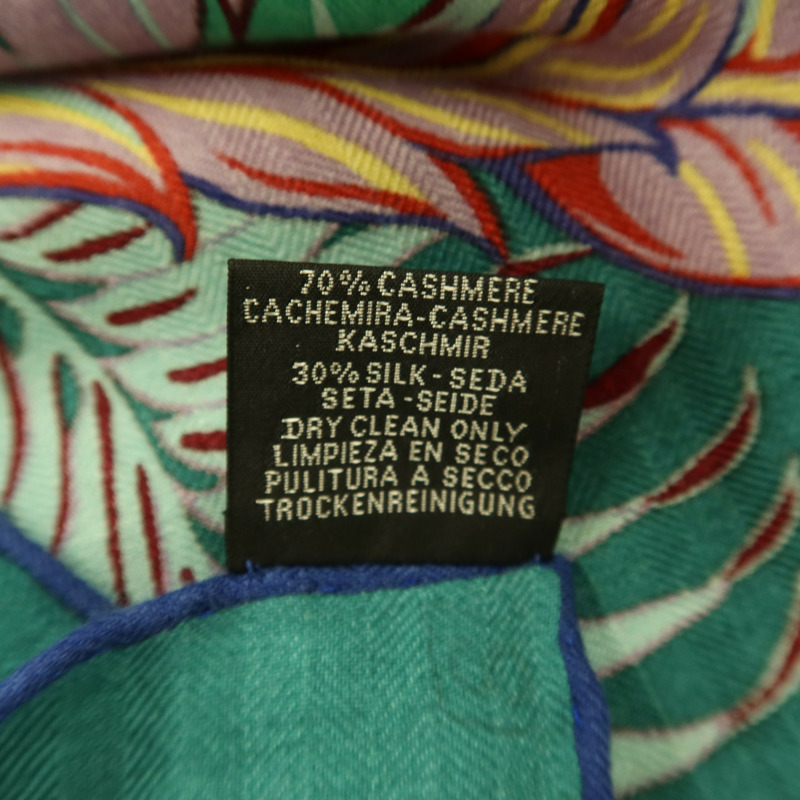 70% CASHMERE
CACHEMIRA-CASHMERE
KASCHMIR
30% SILK - SEDA
SETA - SEIDE
DRY CLEAN ONLY
LIMPIEZA EN SECO
PULITURA A SECCO
TROCKENREINIGUNG